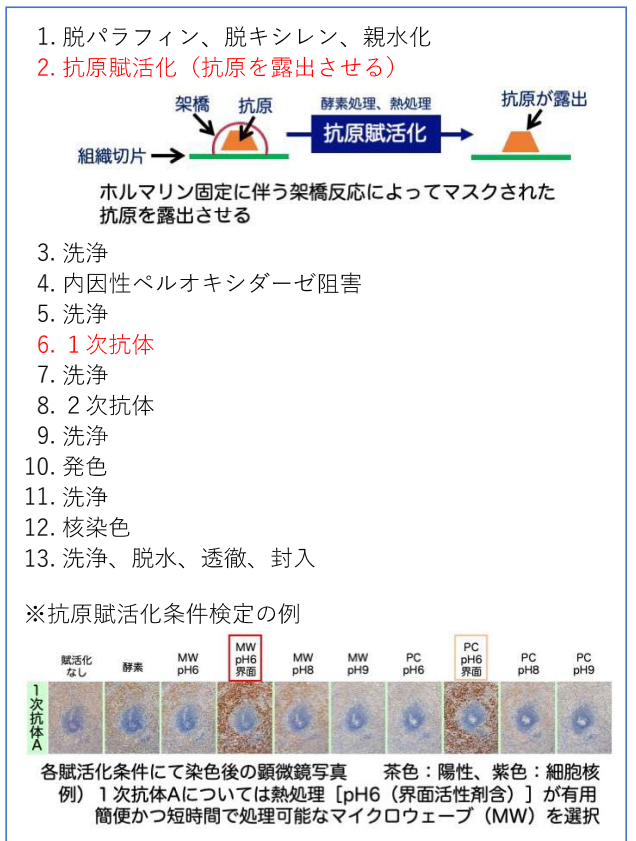 1. 脱パラフィン、脱キシレン、親水化
2. 抗原賦活化（抗原を露出させる）
架橋
抗原
酵素処理、熱処理
抗原賦活化
抗原が露出
組織切片
ホルマリン固定に伴う架橋反応によってマスクされた
抗原を露出させる
3. 洗浄
4. 内因性ペルオキシダーゼ阻害
5. 洗浄
6. １次抗体
7. 洗浄
8. ２次抗体
9. 洗浄
10. 発色
11. 洗浄
12. 核染色
13. 洗浄、脱水、透徹、封入
※抗原賦活化条件検定の例
賦活化
なし
酵素
MW
pH6
MW
pH6
界面
MW
pH8
MW
pH9
PC
pH6
PC
pH6
界面
PC
pH8
PC
pH9
１次抗体A
各賦活化条件にて染色後の顕微鏡写真　茶色：陽性、紫色：細胞核
例）１次抗体Aについては熱処理［pH6（界面活性剤含）］が有用
簡便かつ短時間で処理可能なマイクロウェーブ（MW）を選択